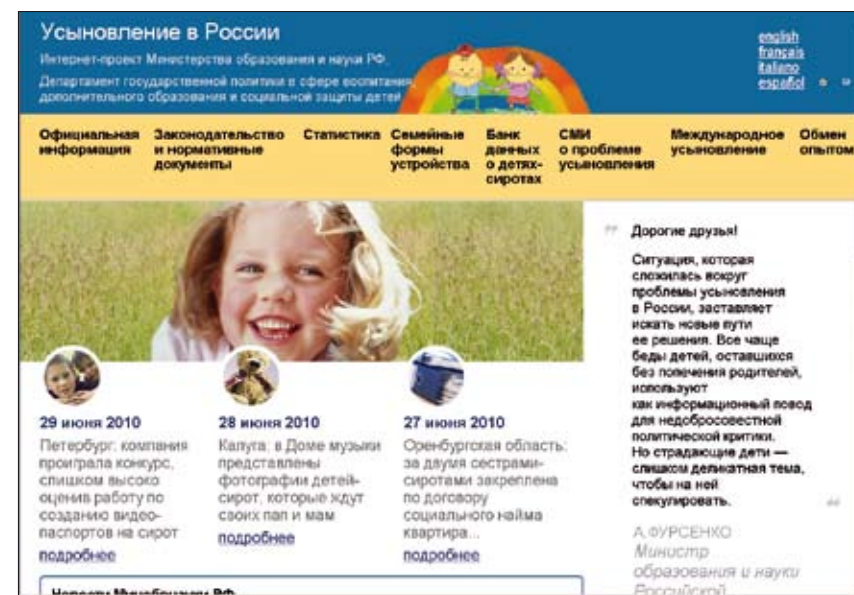 Усыновление в России
Интернет-проект Министерства образования и науки РФ.
Департамент государственной политики в сфере воспитания,
дополнительного образования и социальной защиты детей
english
français
italiano
español
Официальная
информация
Законодательство
и нормативные
документы
Статистика
Семейные
формы
устройства
Банк
данных
о детях-
сиротах
СМИ
о проблеме
усыновления
Международное
усыновление
Обмен
опытом
29 июня 2010
Петербург: компания
проиграла конкурс,
слишком высоко
оценив работу по
созданию видео-
паспортов на сирот
подробнее
28 июня 2010
Калуга: в Доме музыки
представлены
фотографии детей-
сирот, которые ждут
своих пап и мам
подробнее
27 июня 2010
Оренбургская область:
за двумя сестрами-
сиротами закреплена
по договору
социального найма
квартира...
подробнее
Новости Минобрнауки РФ
Дорогие друзья!
Ситуация, которая
сложилась вокруг
проблемы усыновления
в России, заставляет
искать новые пути
ее решения. Все чаще
беды детей, оставшихся
без попечения родителей,
используют
как информационный повод
для недобросовестной
политической критики.
Но страдающие дети —
слишком деликатная тема,
чтобы на ней
спекулировать.
А.ФУРСЕНКО
Министр
образования и науки
Российской